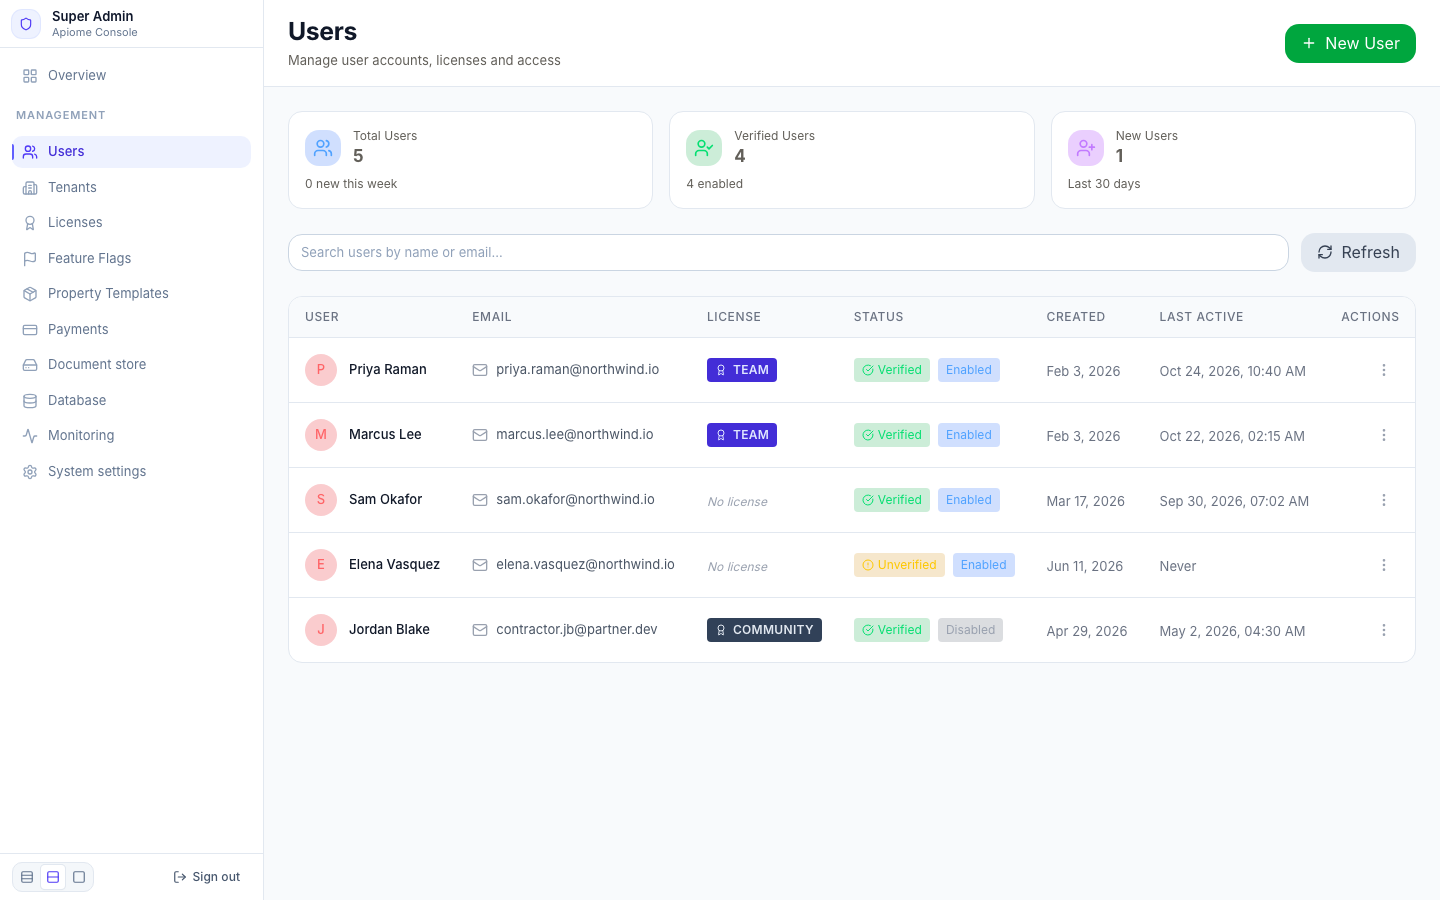 Super Admin
Apiome Console
Overview
MANAGEMENT
Users
Tenants
Licenses
Feature Flags
Property Templates
Payments
Document store
Database
Monitoring
System settings
Sign out
Users
Manage user accounts, licenses and access
New User
Total Users
5
0 new this week
Verified Users
4
4 enabled
New Users
1
Last 30 days
Search users by name or email...
Refresh
USER EMAIL LICENSE STATUS CREATED LAST ACTIVE ACTIONS
P Priya Raman priya.raman@northwind.io TEAM Verified Enabled Feb 3, 2026 Oct 24, 2026, 10:40 AM
M Marcus Lee marcus.lee@northwind.io TEAM Verified Enabled Feb 3, 2026 Oct 22, 2026, 02:15 AM
S Sam Okafor sam.okafor@northwind.io No license Verified Enabled Mar 17, 2026 Sep 30, 2026, 07:02 AM
E Elena Vasquez elena.vasquez@northwind.io No license Unverified Enabled Jun 11, 2026 Never
J Jordan Blake contractor.jb@partner.dev COMMUNITY Verified Disabled Apr 29, 2026 May 2, 2026, 04:30 AM